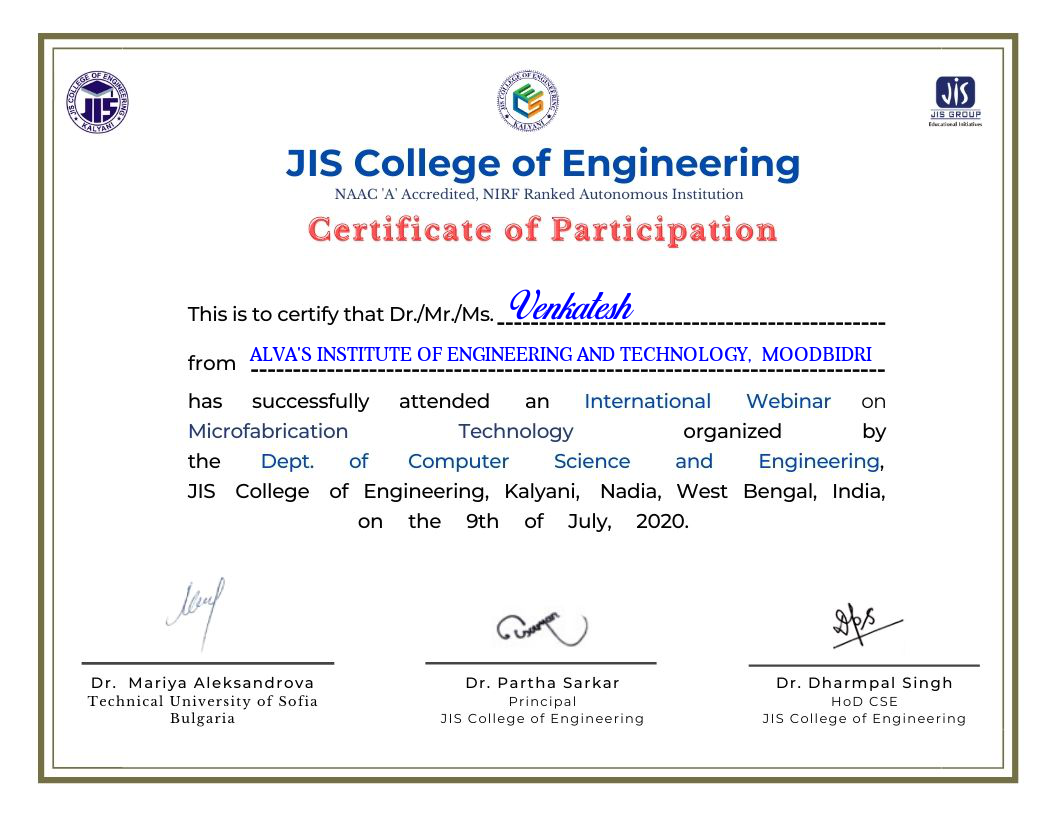 JIS COLLEGE OF ENGINEERING
JIS
KALYANI
JIS COLLEGE OF ENGINEERING
KALYANI
JIS
JIS GROUP
Educational Initiatives
JIS College of Engineering
NAAC 'A' Accredited, NIRF Ranked Autonomous Institution
Certificate of Participation
This is to certify that Dr./Mr./Ms. Venkatesh
from ALVA'S INSTITUTE OF ENGINEERING AND TECHNOLOGY, MOODBIDRI
has successfully attended an International Webinar on
Microfabrication Technology organized by
the Dept. of Computer Science and Engineering,
JIS College of Engineering, Kalyani, Nadia, West Bengal, India,
on the 9th of July, 2020.
Dr. Mariya Aleksandrova
Technical University of Sofia
Bulgaria
Dr. Partha Sarkar
Principal
JIS College of Engineering
Dr. Dharmpal Singh
HoD CSE
JIS College of Engineering